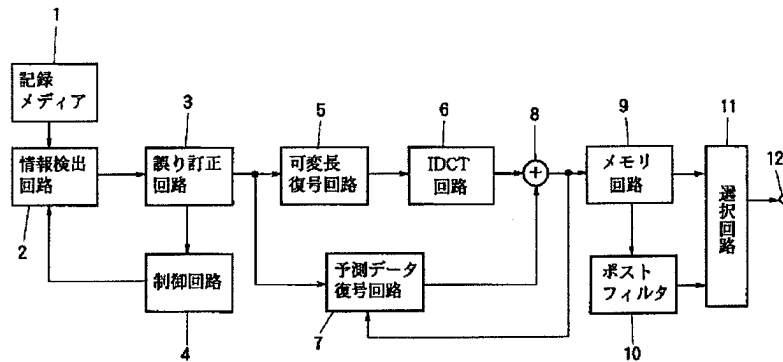 1
記録
メディア
3
5
6
8
9
11
12
情報検出
回路
誤り訂正
回路
可変長
復号回路
IDCT
回路
+
メモリ
回路
選択回路
2
制御回路
予測データ
復号回路
ポスト
フィルタ
4
7
10